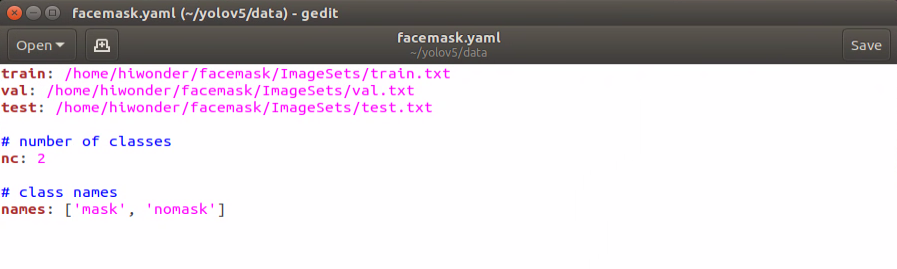 facemask.yaml (~/yolov5/data) - gedit
Open
facemask.yaml
~/yolov5/data
Save
train: /home/hiwonder/facemask/ImageSets/train.txt
val: /home/hiwonder/facemask/ImageSets/val.txt
test: /home/hiwonder/facemask/ImageSets/test.txt
# number of classes
nc: 2
# class names
names: ['mask', 'nomask']